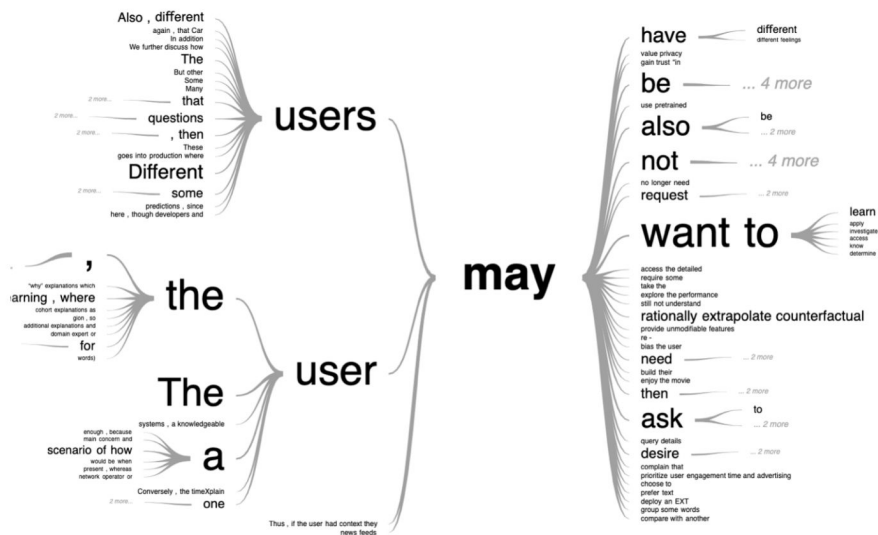 Also , different
again , that Car
In addition
We further discuss how
The
But other
Some
Many
2 more... that
2 more... questions
2 more... , then
These
goes into production where
Different
2 more... some
predictions , since
here , though developers and
users
,
"why" explanations which
arning , where
cohort explanations as
gion , so
additional explanations and
domain expert or
for
words)
the
The
systems , a knowledgeable
enough , because
main concern and
scenario of how
would be when
present , whereas
network operator or
a
Conversely , the timeXplain
2 more... one
user
Thus , if the user had context they
news feeds
may
have
different
different feelings
value privacy
gain trust "in
be ... 4 more
use pretrained
also
be
... 2 more
not ... 4 more
no longer need
request ... 2 more
want to
learn
apply
investigate
access
know
determine
access the detailed
require some
take the
explore the performance
still not understand
rationally extrapolate counterfactual
provide unmodifiable features
re -
bias the user
need ... 2 more
build their
enjoy the movie
then ... 2 more
ask
to
... 2 more
query details
desire ... 2 more
complain that
prioritize user engagement time and advertising
choose to
prefer text
deploy an EXT
group some words
compare with another